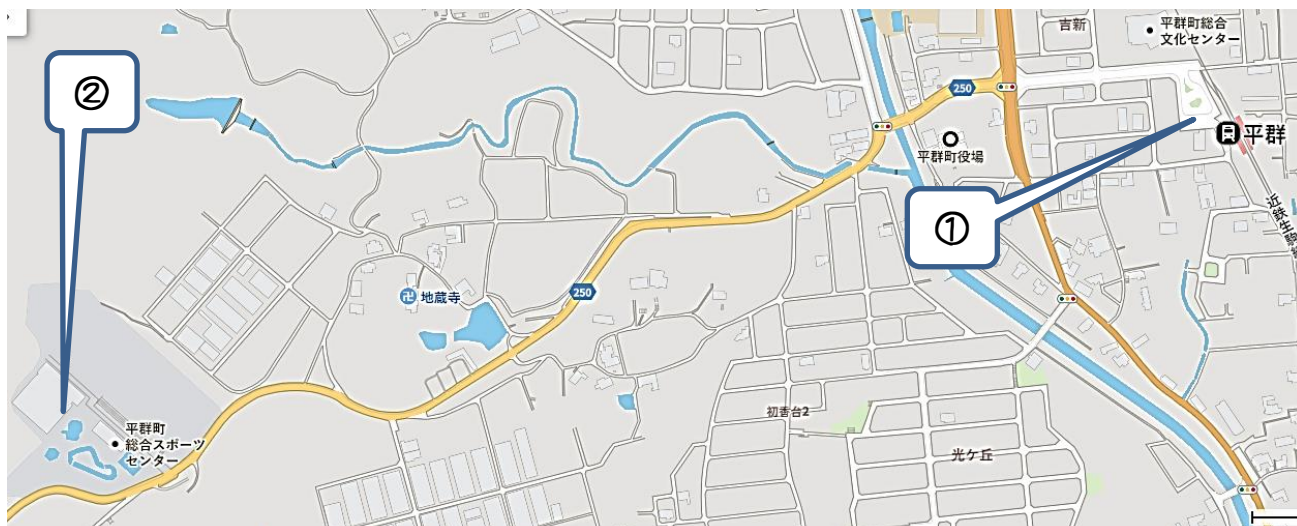 ②
吉新
平群町総合
文化センター
250
平群
平群町役場
①
近鉄生駒線
250
地蔵寺
初香台2
光ケ丘
平群町
総合スポーツ
センター